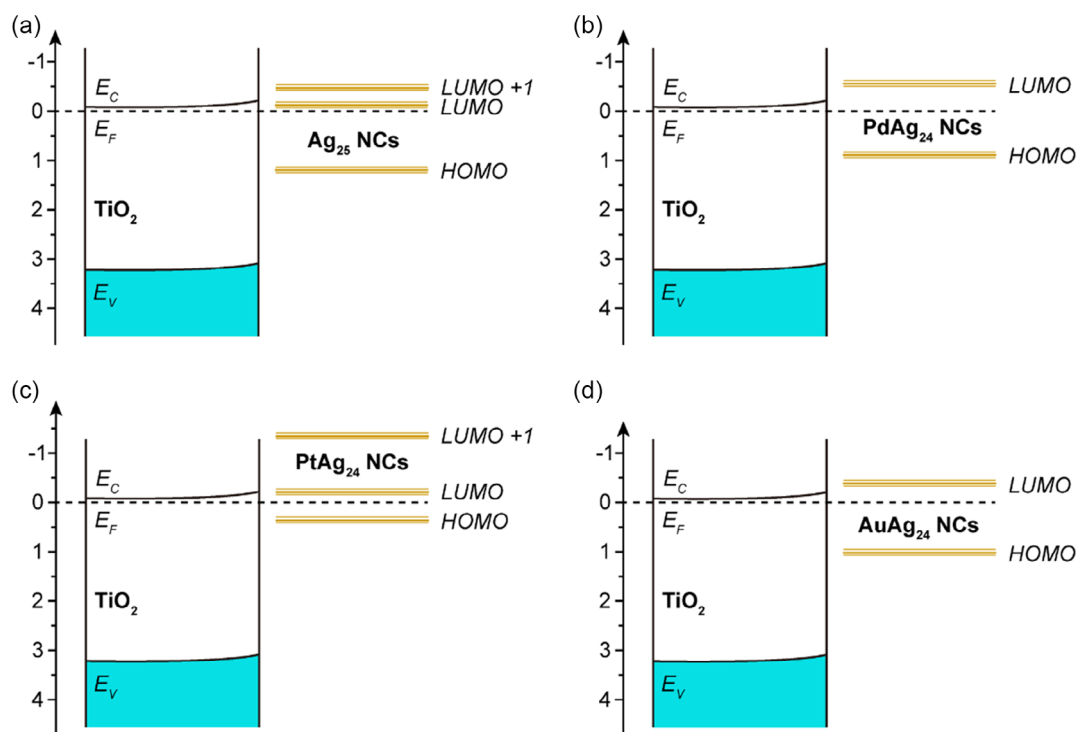 (a)
-1
0
1
2
3
4
E_C
E_F
TiO₂
E_V
LUMO +1
LUMO
Ag₂₅ NCs
HOMO
(b)
-1
0
1
2
3
4
E_C
E_F
TiO₂
E_V
LUMO
PdAg₂₄ NCs
HOMO
(c)
-1
0
1
2
3
4
E_C
E_F
TiO₂
E_V
LUMO +1
PtAg₂₄ NCs
LUMO
HOMO
(d)
-1
0
1
2
3
4
E_C
E_F
TiO₂
E_V
LUMO
AuAg₂₄ NCs
HOMO